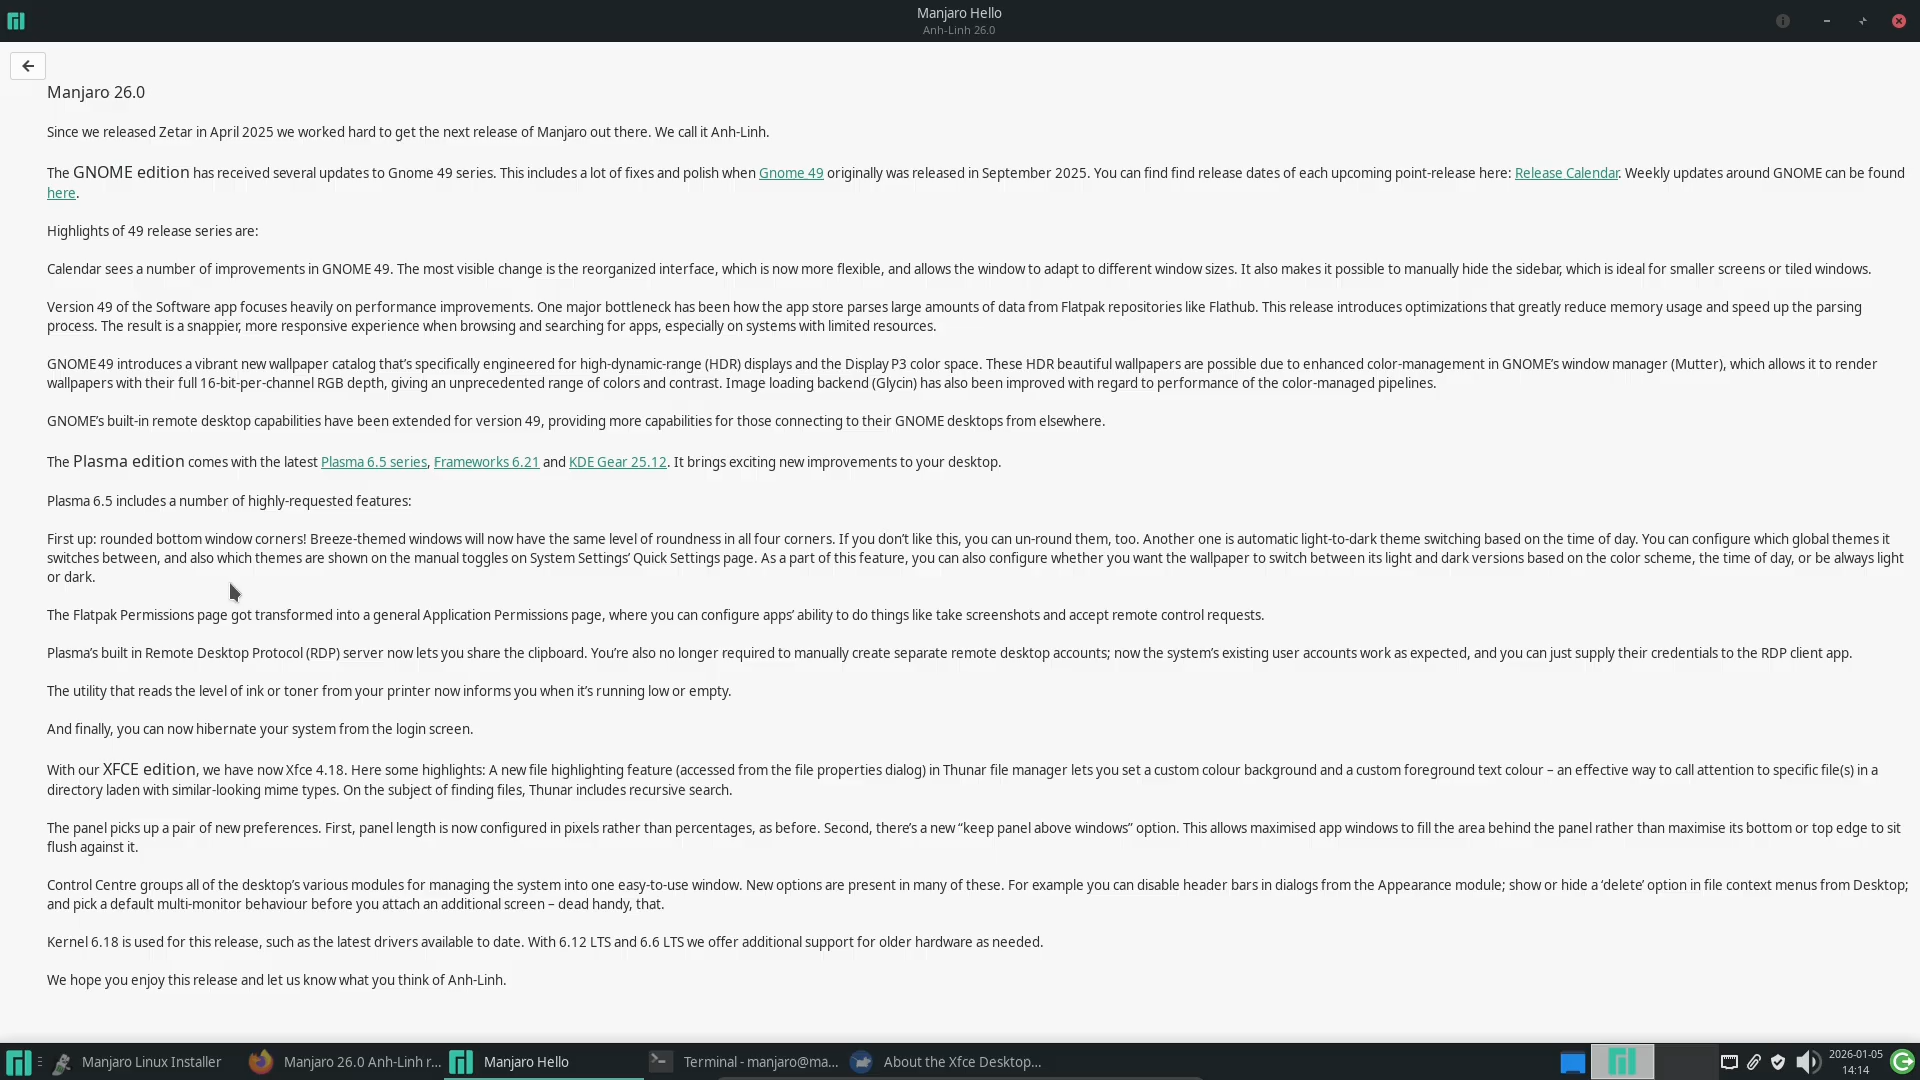 Manjaro Hello
Anh-Linh 26.0
Manjaro 26.0
Since we released Zetar in April 2025 we worked hard to get the next release of Manjaro out there. We call it Anh-Linh.
The GNOME edition has received several updates to Gnome 49 series. This includes a lot of fixes and polish when Gnome 49 originally was released in September 2025. You can find find release dates of each upcoming point-release here: Release Calendar. Weekly updates around GNOME can be found
here.
Highlights of 49 release series are:
Calendar sees a number of improvements in GNOME 49. The most visible change is the reorganized interface, which is now more flexible, and allows the window to adapt to different window sizes. It also makes it possible to manually hide the sidebar, which is ideal for smaller screens or tiled windows.
Version 49 of the Software app focuses heavily on performance improvements. One major bottleneck has been how the app store parses large amounts of data from Flatpak repositories like Flathub. This release introduces optimizations that greatly reduce memory usage and speed up the parsing
process. The result is a snappier, more responsive experience when browsing and searching for apps, especially on systems with limited resources.
GNOME 49 introduces a vibrant new wallpaper catalog that’s specifically engineered for high-dynamic-range (HDR) displays and the Display P3 color space. These HDR beautiful wallpapers are possible due to enhanced color-management in GNOME’s window manager (Mutter), which allows it to render
wallpapers with their full 16-bit-per-channel RGB depth, giving an unprecedented range of colors and contrast. Image loading backend (Glycin) has also been improved with regard to performance of the color-managed pipelines.
GNOME’s built-in remote desktop capabilities have been extended for version 49, providing more capabilities for those connecting to their GNOME desktops from elsewhere.
The Plasma edition comes with the latest Plasma 6.5 series, Frameworks 6.21 and KDE Gear 25.12. It brings exciting new improvements to your desktop.
Plasma 6.5 includes a number of highly-requested features:
First up: rounded bottom window corners! Breeze-themed windows will now have the same level of roundness in all four corners. If you don’t like this, you can un-round them, too. Another one is automatic light-to-dark theme switching based on the time of day. You can configure which global themes it
switches between, and also which themes are shown on the manual toggles on System Settings’ Quick Settings page. As a part of this feature, you can also configure whether you want the wallpaper to switch between its light and dark versions based on the color scheme, the time of day, or be always light
or dark.
The Flatpak Permissions page got transformed into a general Application Permissions page, where you can configure apps’ ability to do things like take screenshots and accept remote control requests.
Plasma’s built in Remote Desktop Protocol (RDP) server now lets you share the clipboard. You’re also no longer required to manually create separate remote desktop accounts; now the system’s existing user accounts work as expected, and you can just supply their credentials to the RDP client app.
The utility that reads the level of ink or toner from your printer now informs you when it’s running low or empty.
And finally, you can now hibernate your system from the login screen.
With our XFCE edition, we have now Xfce 4.18. Here some highlights: A new file highlighting feature (accessed from the file properties dialog) in Thunar file manager lets you set a custom colour background and a custom foreground text colour – an effective way to call attention to specific file(s) in a
directory laden with similar-looking mime types. On the subject of finding files, Thunar includes recursive search.
The panel picks up a pair of new preferences. First, panel length is now configured in pixels rather than percentages, as before. Second, there’s a new “keep panel above windows” option. This allows maximised app windows to fill the area behind the panel rather than maximise its bottom or top edge to sit
flush against it.
Control Centre groups all of the desktop’s various modules for managing the system into one easy-to-use window. New options are present in many of these. For example you can disable header bars in dialogs from the Appearance module; show or hide a ‘delete’ option in file context menus from Desktop;
and pick a default multi-monitor behaviour before you attach an additional screen – dead handy, that.
Kernel 6.18 is used for this release, such as the latest drivers available to date. With 6.12 LTS and 6.6 LTS we offer additional support for older hardware as needed.
We hope you enjoy this release and let us know what you think of Anh-Linh.
Manjaro Linux Installer
Manjaro 26.0 Anh-Linh r...
Manjaro Hello
Terminal - manjaro@ma...
About the Xfce Desktop...
2026-01-05
14:14